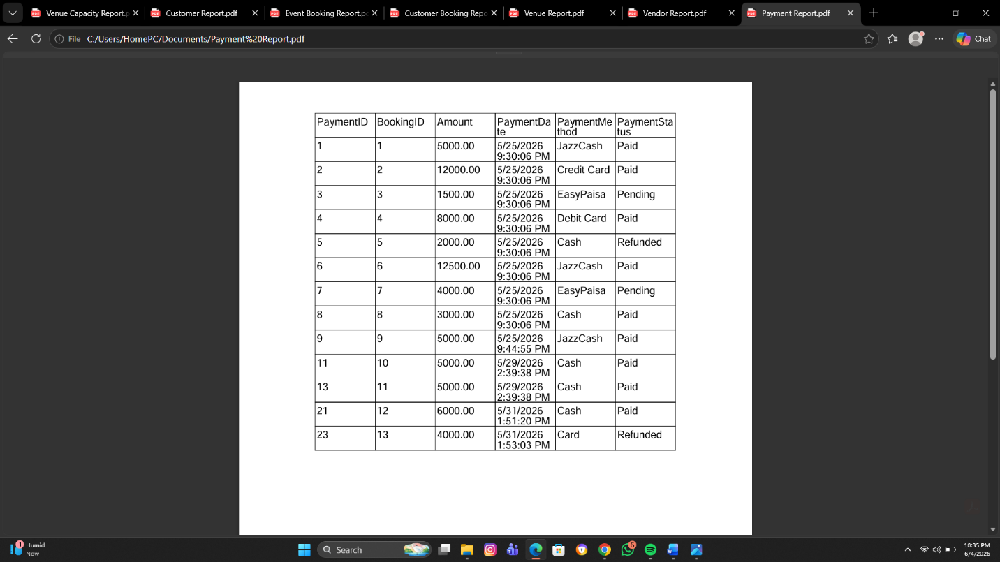 Venue Capacity Report.p
Customer Report.pdf
Event Booking Report.pd
Customer Booking Repo
Venue Report.pdf
Vendor Report.pdf
Payment Report.pdf
File C:/Users/HomePC/Documents/Payment%20Report.pdf
Chat
PaymentID BookingID Amount PaymentDa PaymentMe PaymentSta
te thod tus
1 1 5000.00 5/25/2026 JazzCash Paid
9:30:06 PM
2 2 12000.00 5/25/2026 Credit Card Paid
9:30:06 PM
3 3 1500.00 5/25/2026 EasyPaisa Pending
9:30:06 PM
4 4 8000.00 5/25/2026 Debit Card Paid
9:30:06 PM
5 5 2000.00 5/25/2026 Cash Refunded
9:30:06 PM
6 6 12500.00 5/25/2026 JazzCash Paid
9:30:06 PM
7 7 4000.00 5/25/2026 EasyPaisa Pending
9:30:06 PM
8 8 3000.00 5/25/2026 Cash Paid
9:30:06 PM
9 9 5000.00 5/25/2026 JazzCash Paid
9:44:55 PM
11 10 5000.00 5/29/2026 Cash Paid
2:39:38 PM
13 11 5000.00 5/29/2026 Cash Paid
2:39:38 PM
21 12 6000.00 5/31/2026 Cash Paid
1:51:20 PM
23 13 4000.00 5/31/2026 Card Refunded
1:53:03 PM
1
Humid
Now
Search
6
10:35 PM
6/4/2026